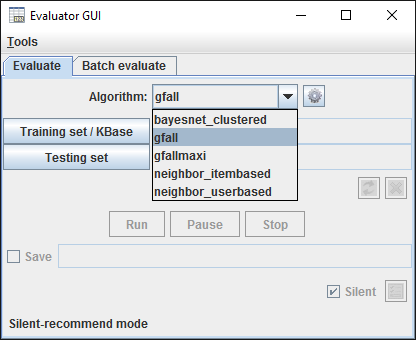 Evaluator GUI
Tools
Evaluate Batch evaluate
Algorithm: gfall
bayesnet_clustered
Training set / KBase
gfall
gfallmaxi
Testing set
neighbor_itembased
neighbor_userbased
Run Pause Stop
Save
Silent
Silent-recommend mode